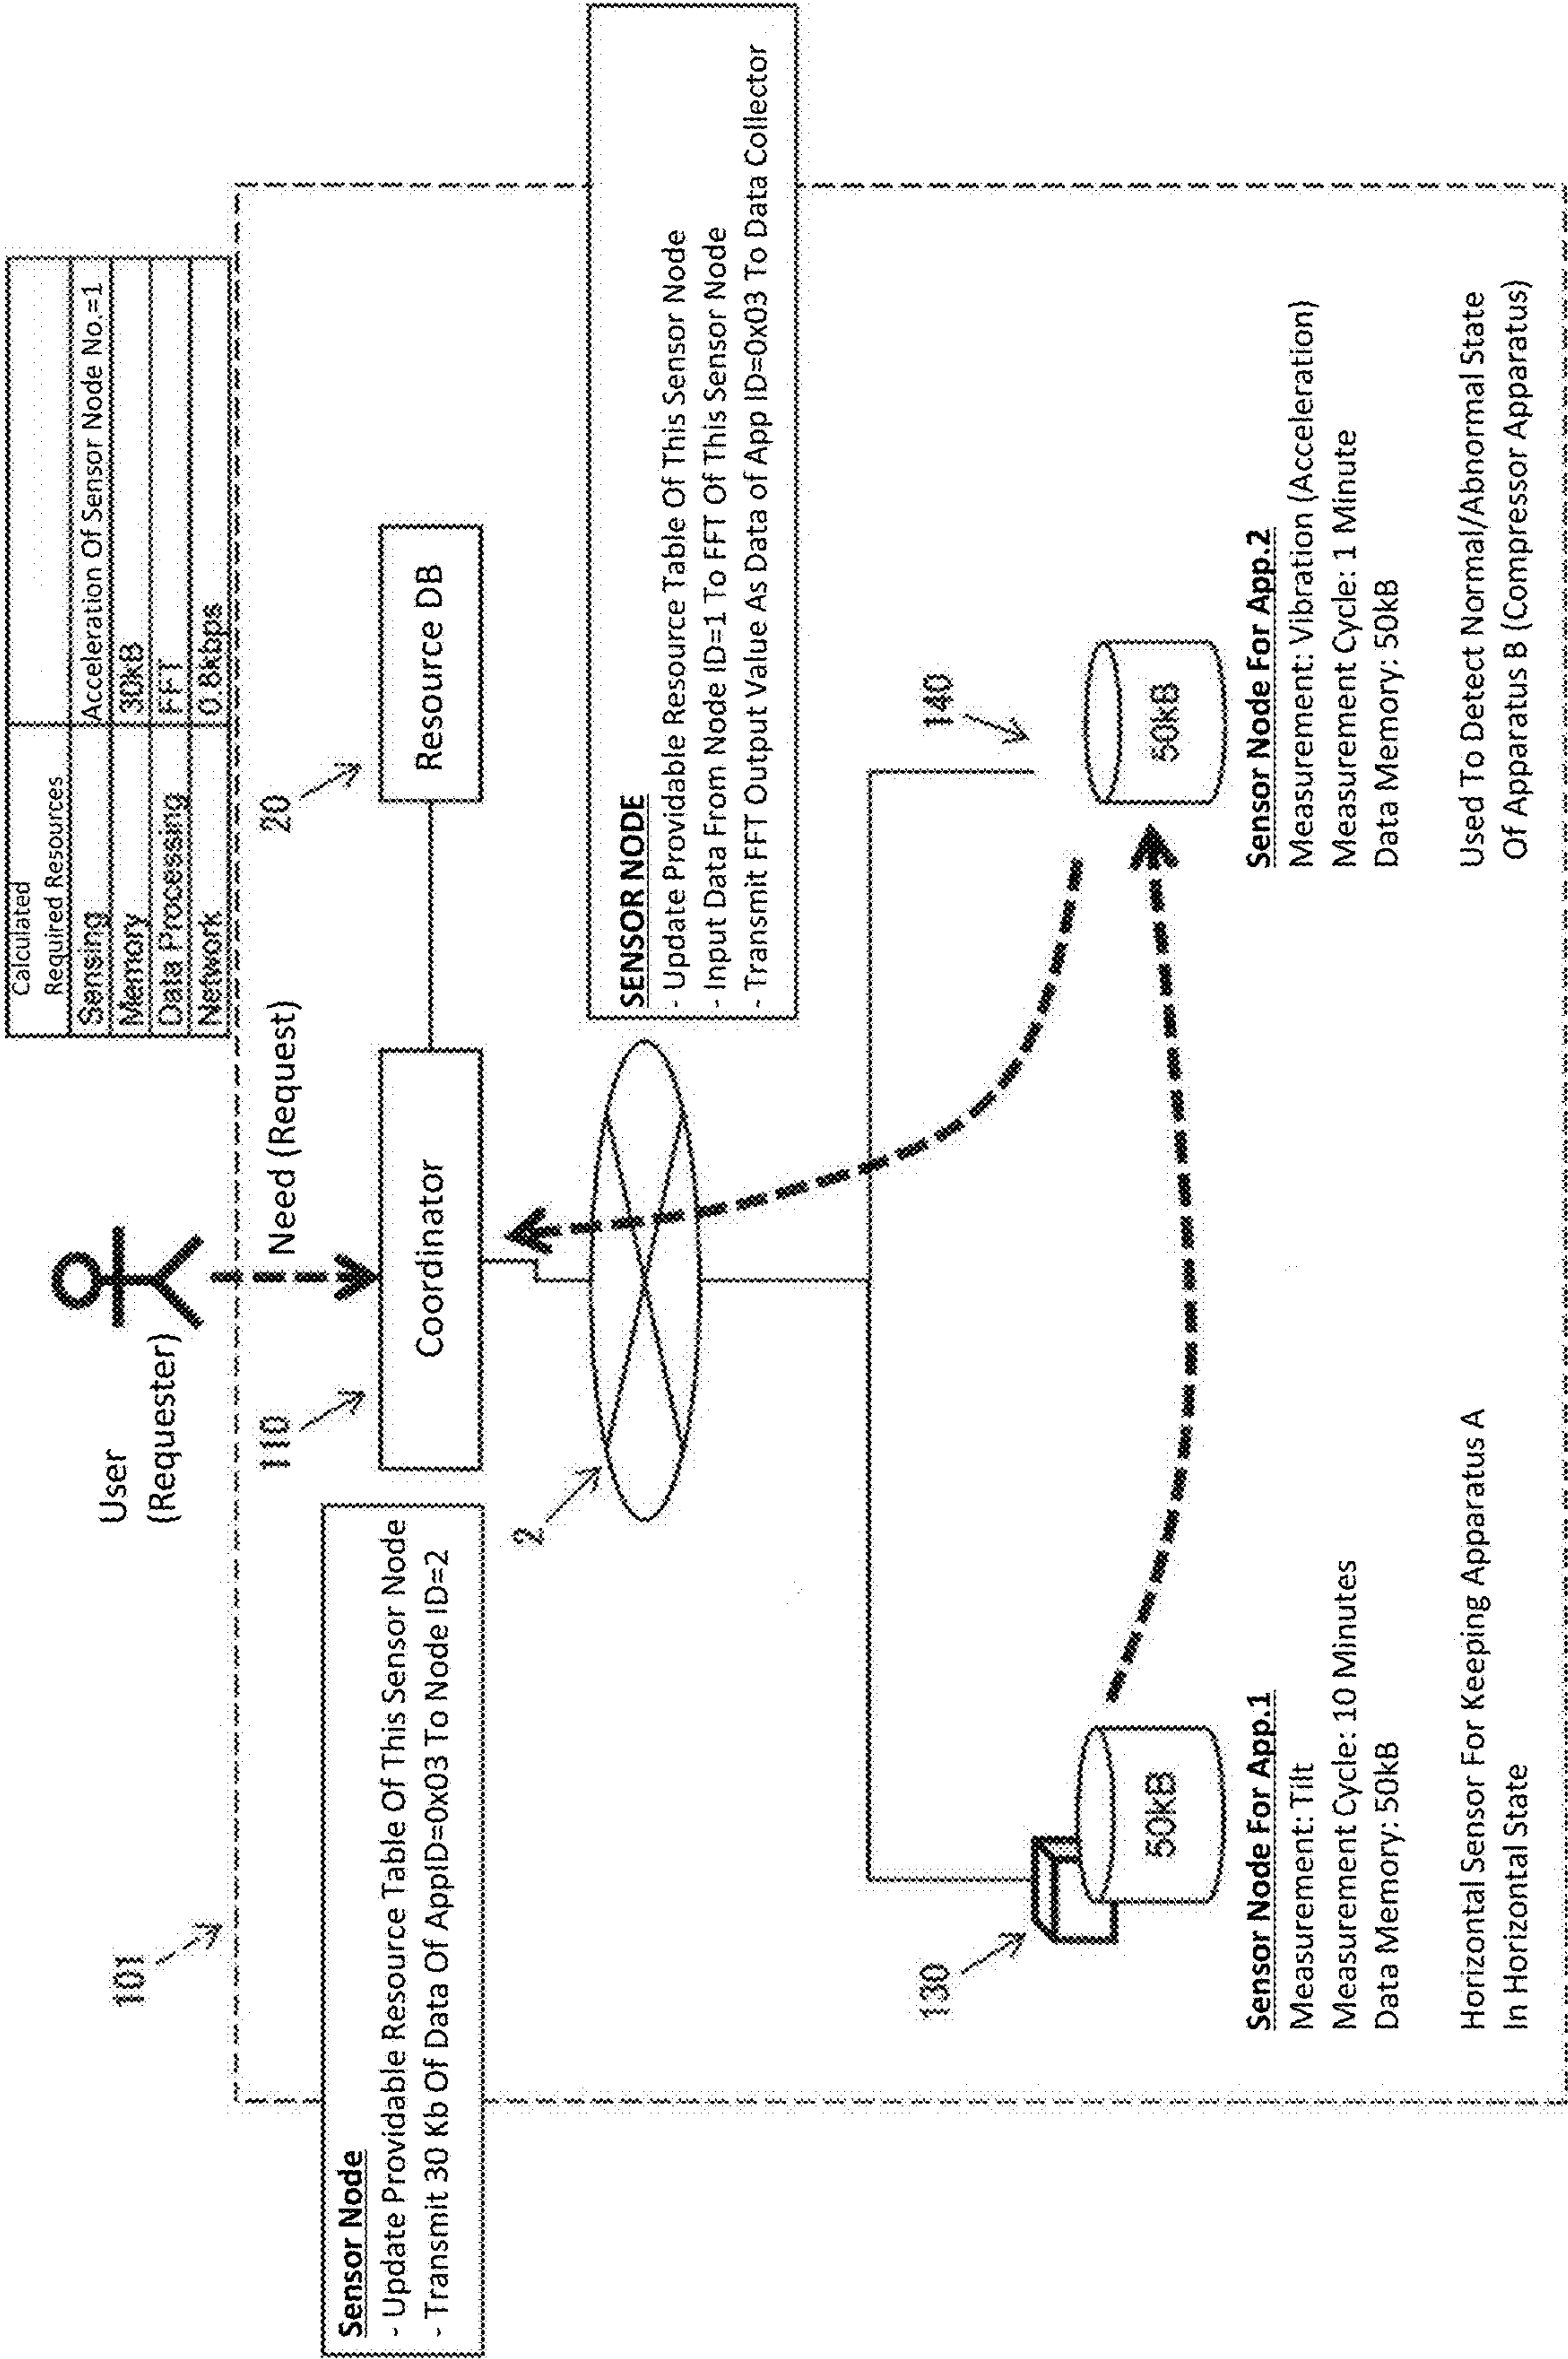 User
(Requester)
Calculated
Required Resources
Sensing Acceleration Of Sensor Node No.=1
Memory 30kB
Data Processing FFT
Network 0.8kbps
101
Need (Request)
110
20
Sensor Node
- Update Providable Resource Table Of This Sensor Node
- Transmit 30 Kb Of Data Of AppID=0x03 To Node ID=2
Coordinator
Resource DB
2
SENSOR NODE
- Update Providable Resource Table Of This Sensor Node
- Input Data From Node ID=1 To FFT Of This Sensor Node
- Transmit FFT Output Value As Data of App ID=0x03 To Data Collector
130
140
50kB
50kB
Sensor Node For App.1
Measurement: Tilt
Measurement Cycle: 10 Minutes
Data Memory: 50kB
Horizontal Sensor For Keeping Apparatus A
In Horizontal State
Sensor Node For App.2
Measurement: Vibration (Acceleration)
Measurement Cycle: 1 Minute
Data Memory: 50kB
Used To Detect Normal/Abnormal State
Of Apparatus B (Compressor Apparatus)